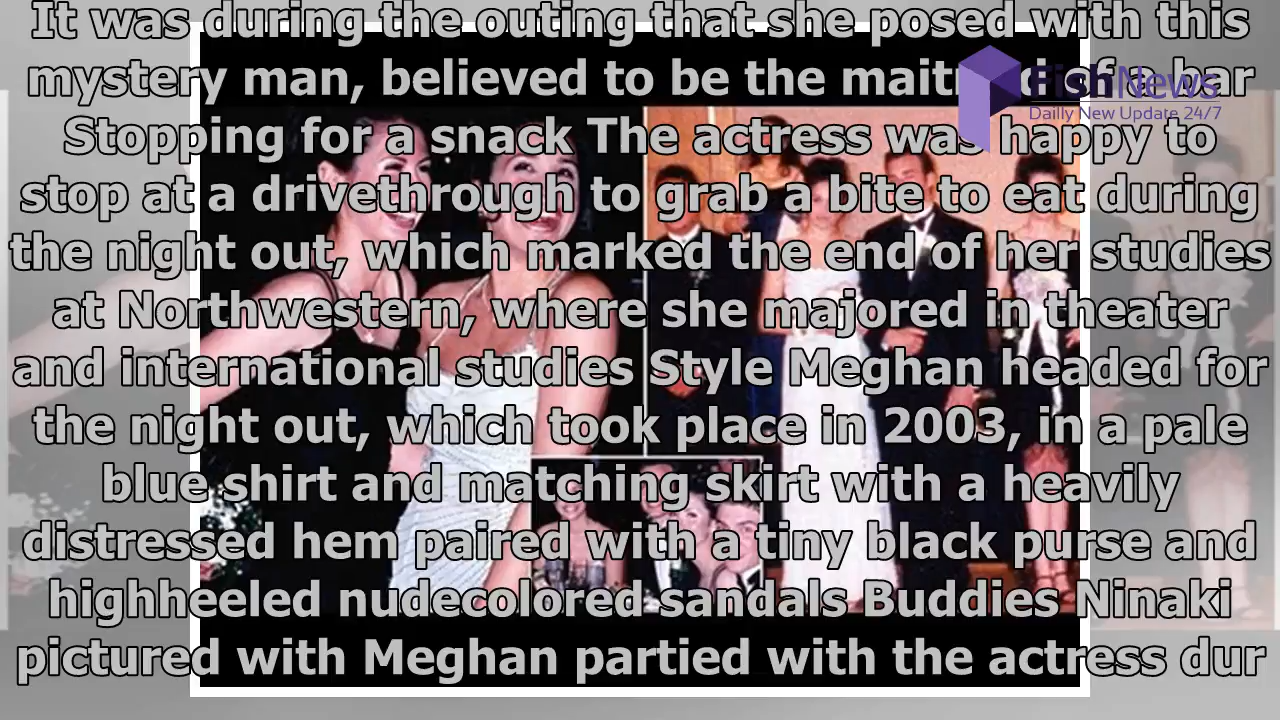 It was during the outing that she posed with this
mystery man, believed to be the maitr d of a bar
Stopping for a snack The actress was happy to
stop at a drivethrough to grab a bite to eat during
the night out, which marked the end of her studies
at Northwestern, where she majored in theater
and international studies Style Meghan headed for
the night out, which took place in 2003, in a pale
blue shirt and matching skirt with a heavily
distressed hem paired with a tiny black purse and
highheeled nudecolored sandals Buddies Ninaki
pictured with Meghan partied with the actress dur
FishNews
Dailly New Update 24/7